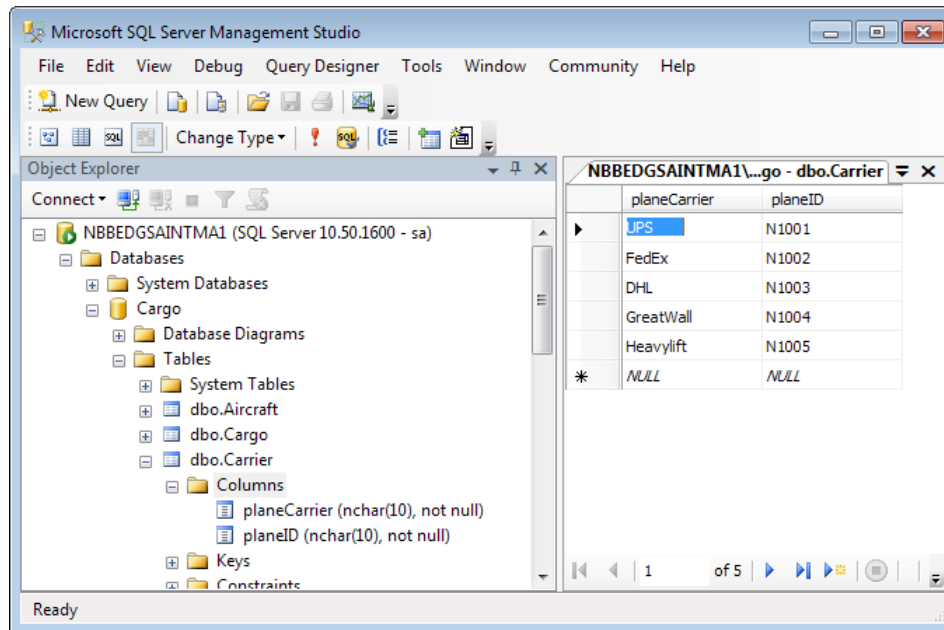 Microsoft SQL Server Management Studio
File Edit View Debug Query Designer Tools Window Community Help
New Query
SQL Change Type SQL
Object Explorer
Connect
NBBEDGSAINTMA1 (SQL Server 10.50.1600 - sa)
Databases
System Databases
Cargo
Database Diagrams
Tables
System Tables
dbo.Aircraft
dbo.Cargo
dbo.Carrier
Columns
planeCarrier (nchar(10), not null)
planeID (nchar(10), not null)
Keys
Constraints
NBBEDGSAINTMA1\...go - dbo.Carrier
planeCarrier planeID
UPS N1001
FedEx N1002
DHL N1003
GreatWall N1004
Heavylift N1005
NULL NULL
1 of 5
Ready